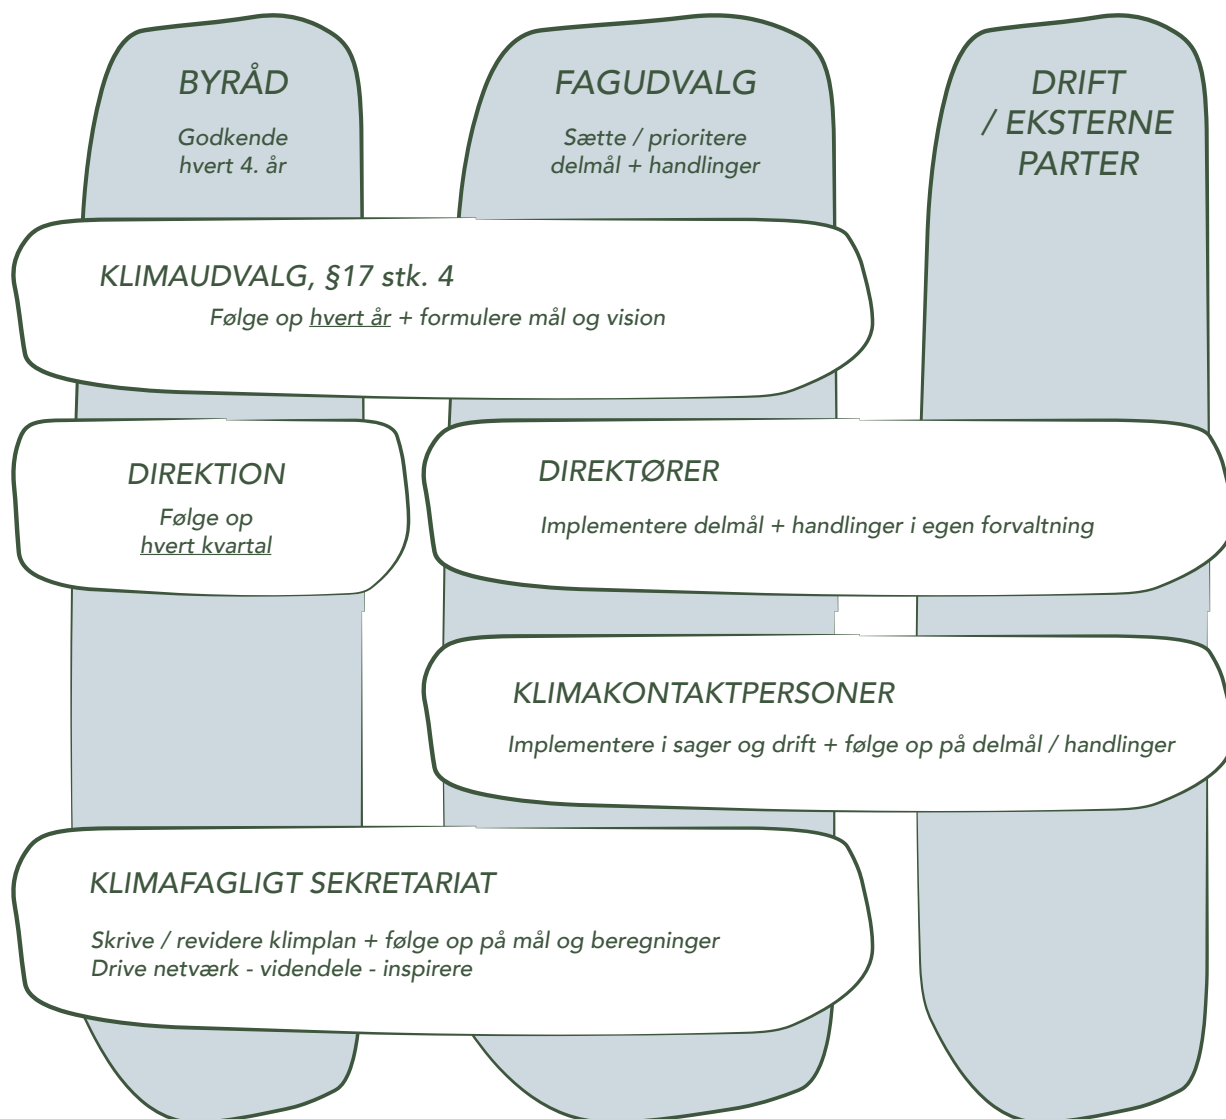 BYRÅD
Godkende
hvert 4. år
FAGUDVALG
Sætte / prioritere
delmål + handlinger
DRIFT
/ EKSTERNE
PARTER
KLIMAUDVALG, §17 stk. 4
Følge op hvert år + formulere mål og vision
DIREKTION
Følge op
hvert kvartal
DIREKTØRER
Implementere delmål + handlinger i egen forvaltning
KLIMAKONTAKTPERSONER
Implementere i sager og drift + følge op på delmål / handlinger
KLIMAFAGLIGT SEKRETARIAT
Skrive / revidere klimplan + følge op på mål og beregninger
Drive netværk - videndele - inspirere